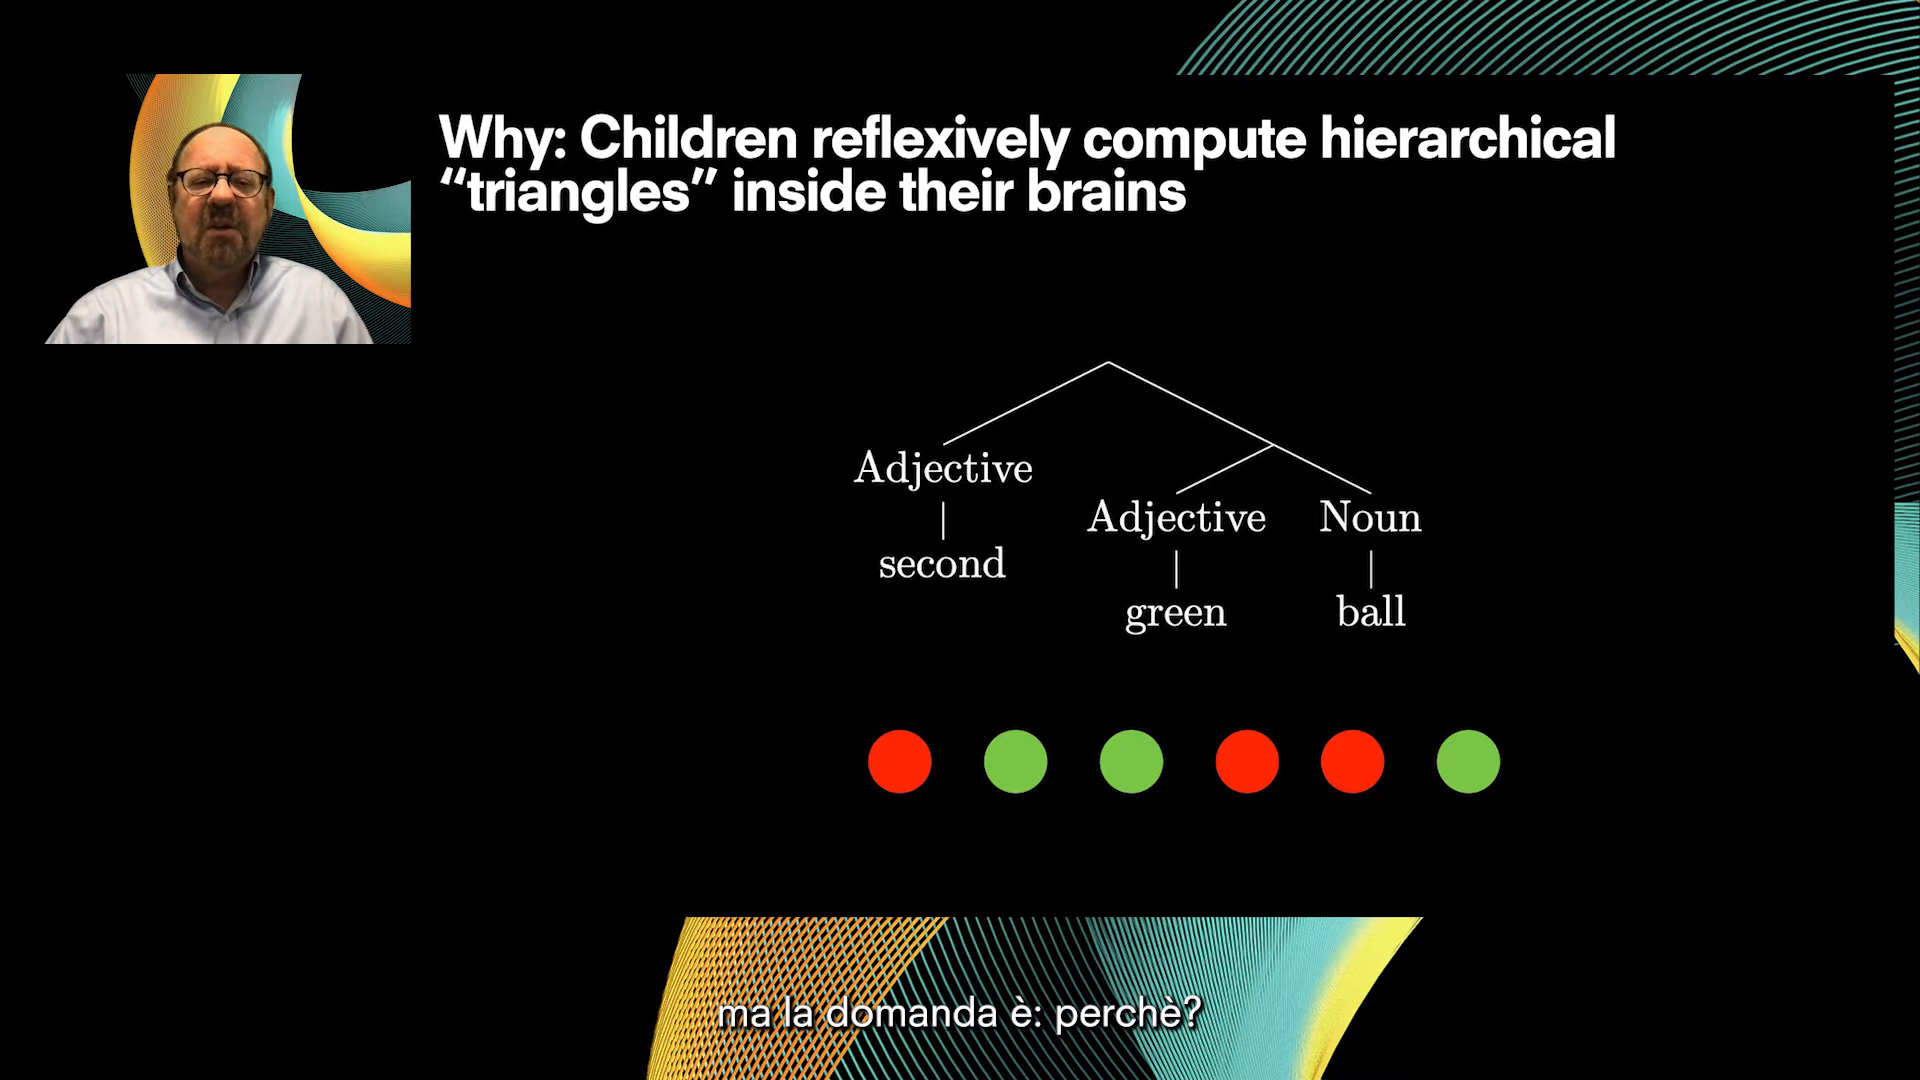 Why: Children reflexively compute hierarchical
“triangles” inside their brains
Adjective
Adjective Noun
second
green ball
ma la domanda è: perchè?